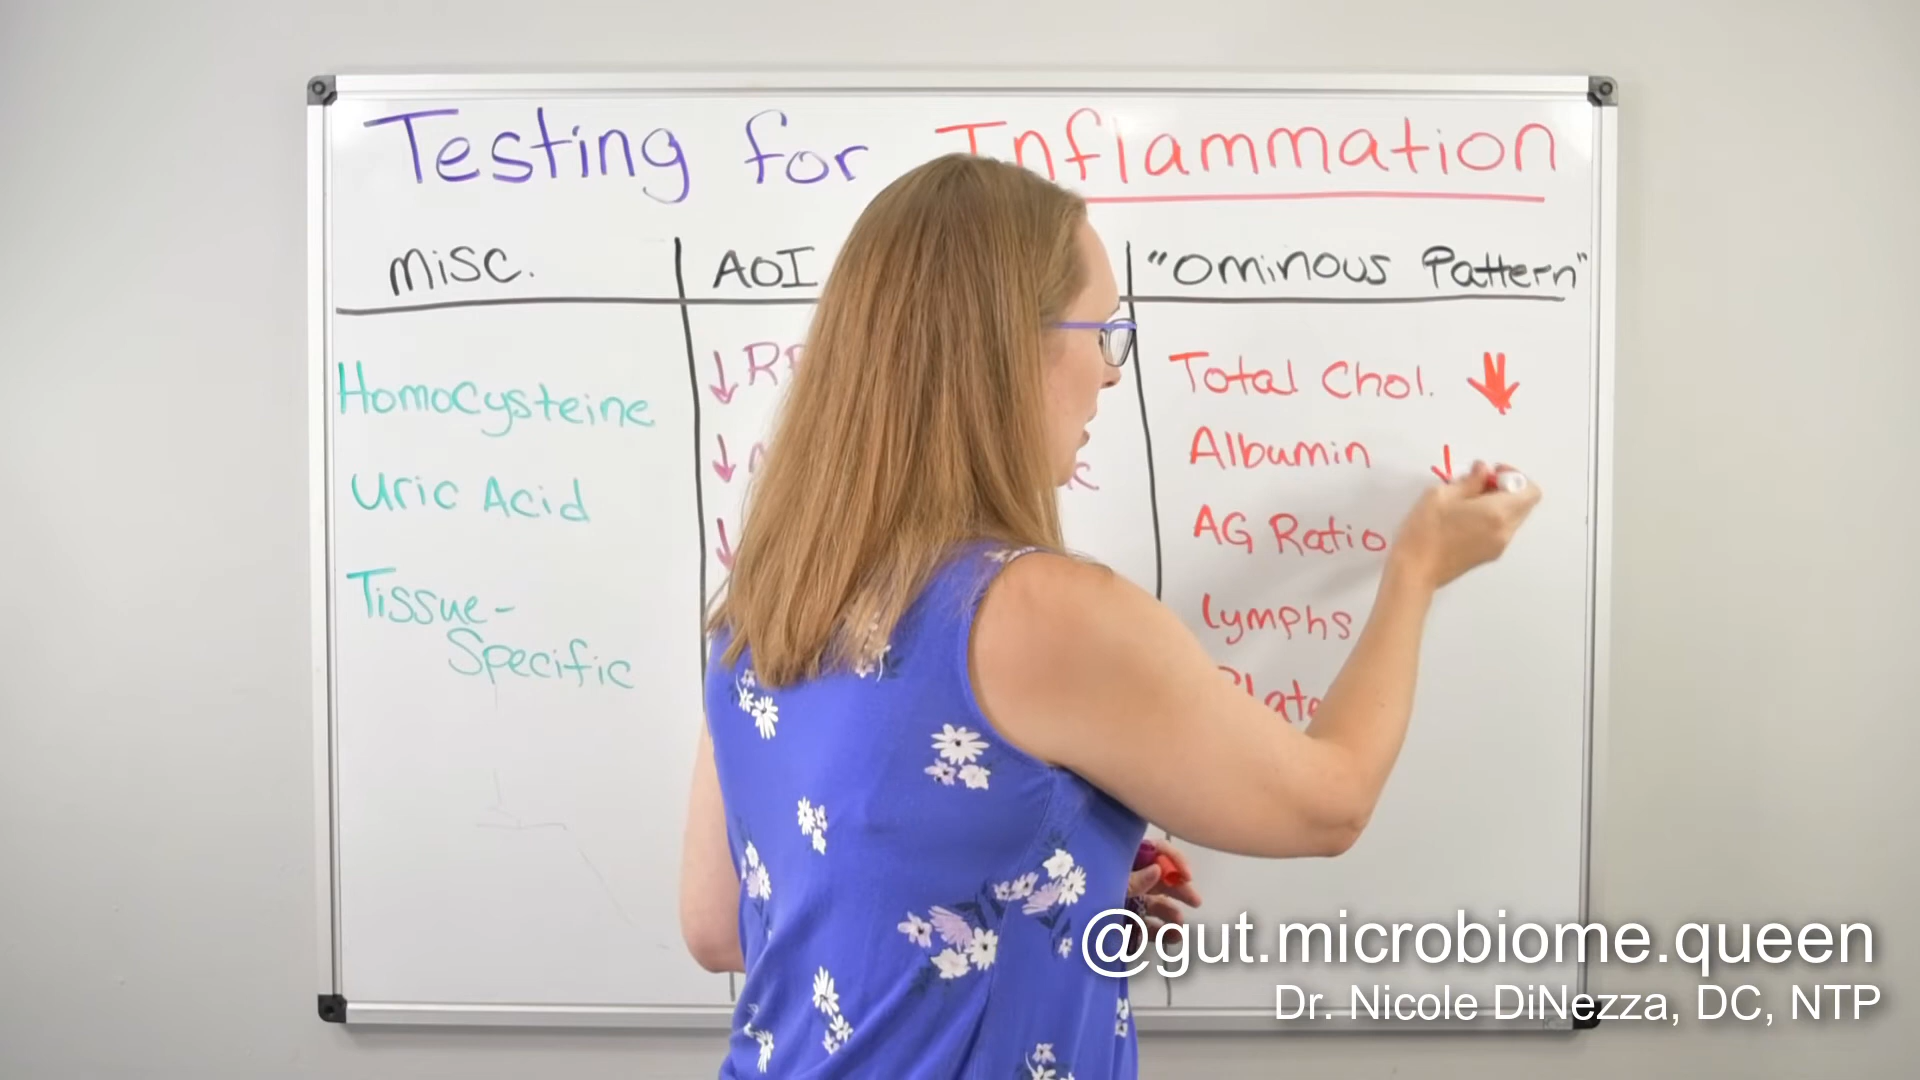 Testing for Inflammation
misc.
AOI
"Ominous Pattern"
Homocysteine
Uric Acid
Tissue-
Specific
↓
↓
↓
Total Chol. ↓
Albumin ↓
AG Ratio
Lymphs
@gut.microbiome.queen
Dr. Nicole DiNezza, DC, NTP